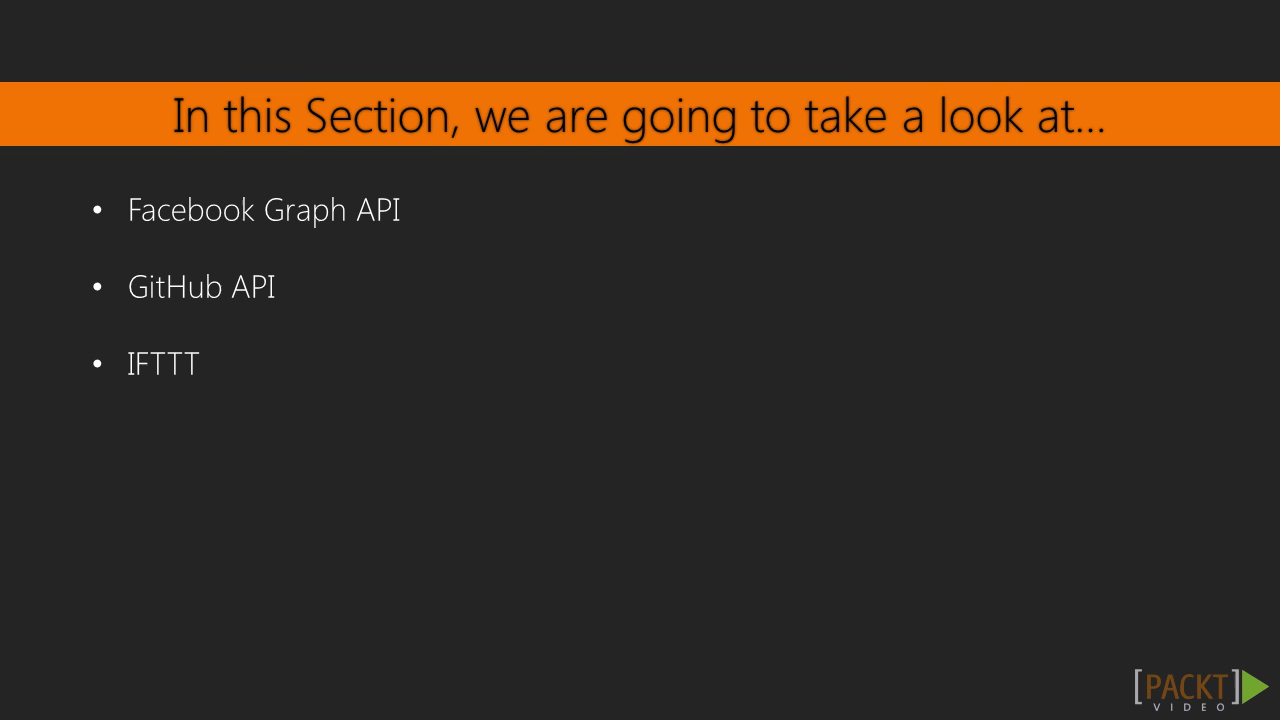 In this Section, we are going to take a look at...
• Facebook Graph API
• GitHub API
• IFTTT
[PACKT]
VIDEO